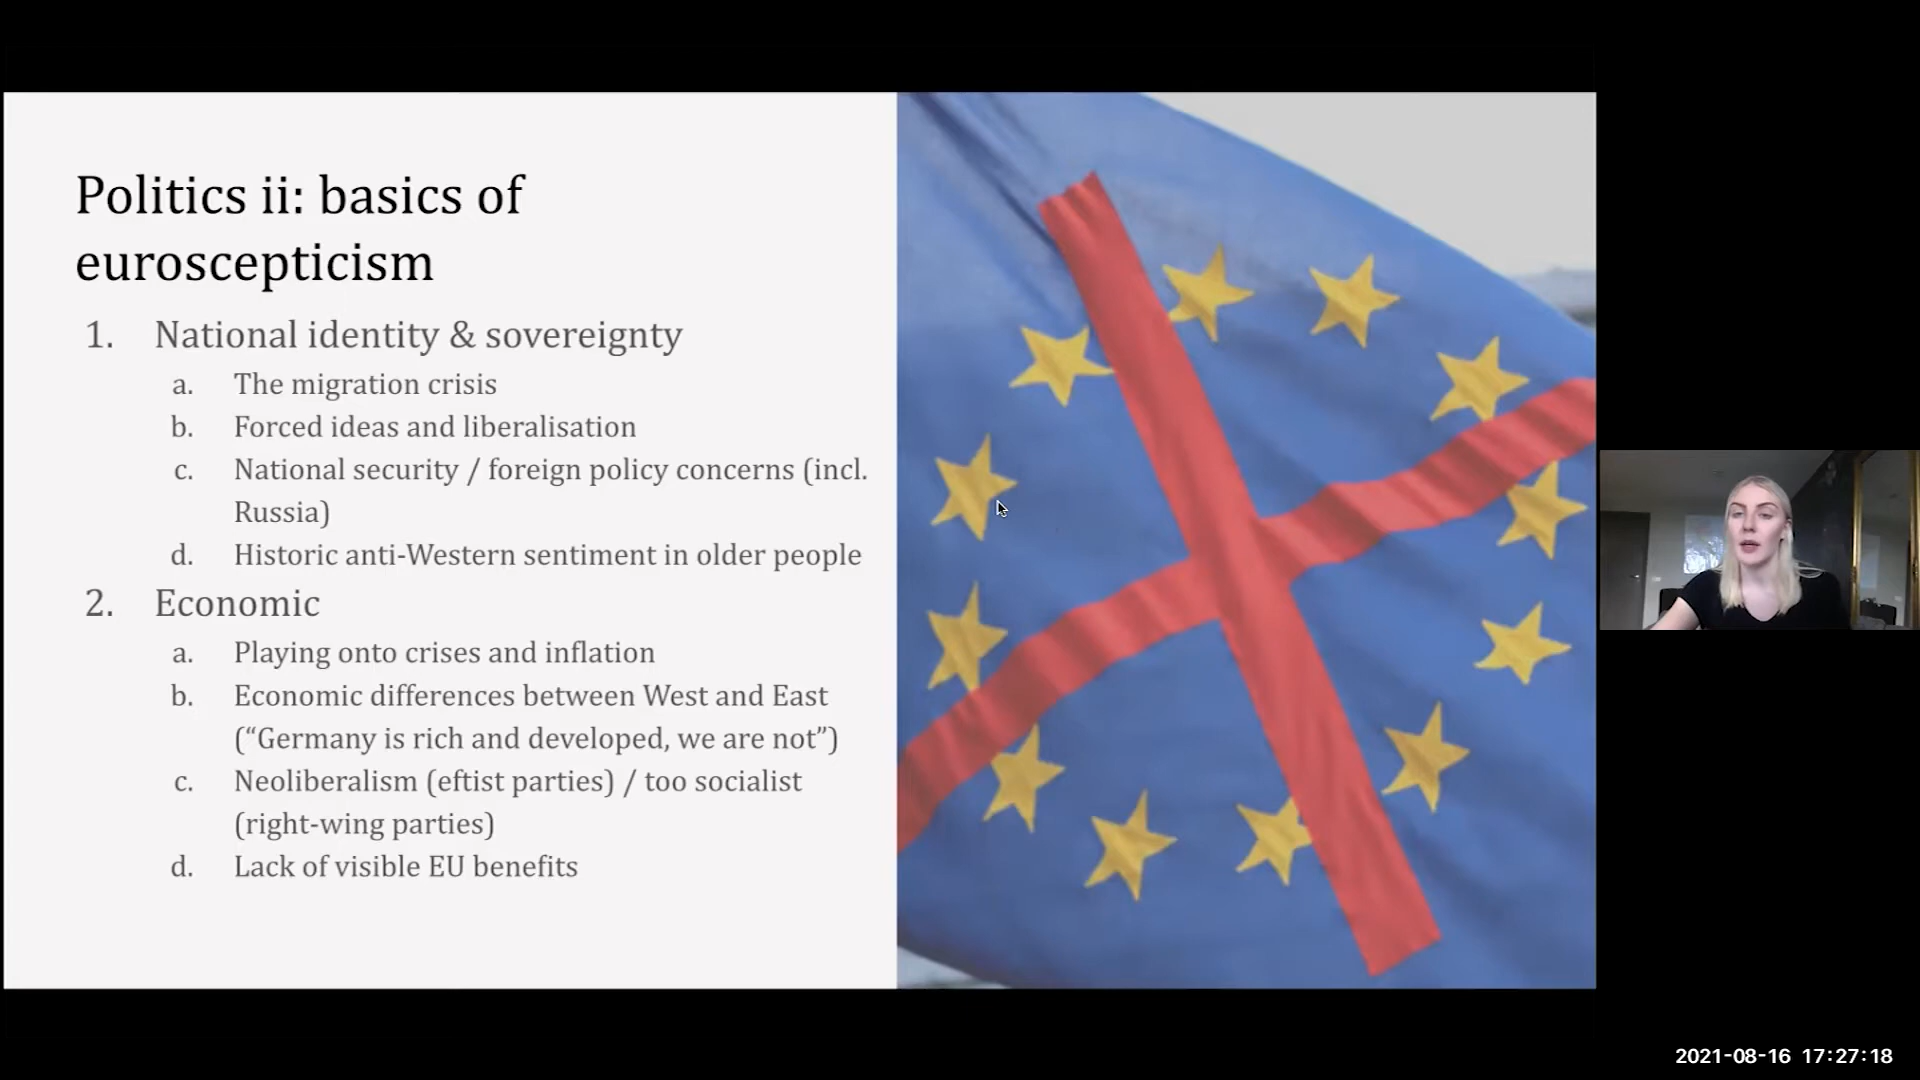 Politics ii: basics of
euroscepticism
1. National identity & sovereignty
a. The migration crisis
b. Forced ideas and liberalisation
c. National security / foreign policy concerns (incl.
Russia)
d. Historic anti-Western sentiment in older people
2. Economic
a. Playing onto crises and inflation
b. Economic differences between West and East
(“Germany is rich and developed, we are not”)
c. Neoliberalism (eftist parties) / too socialist
(right-wing parties)
d. Lack of visible EU benefits
2021-08-16 17:27:18